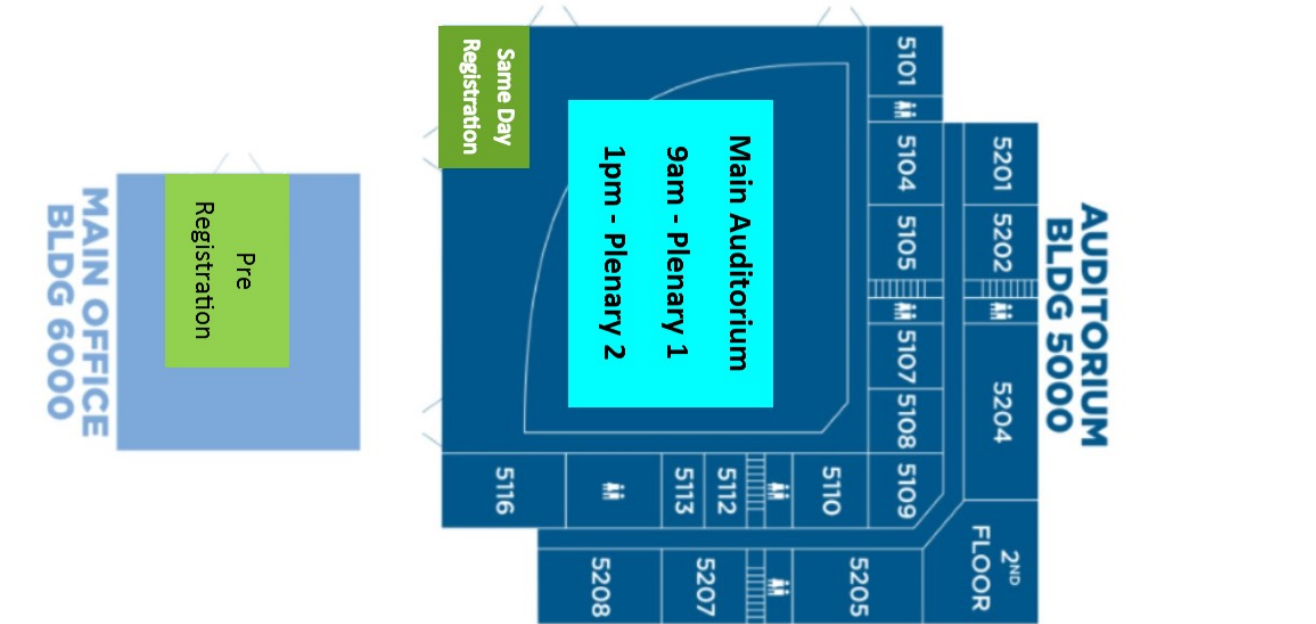 AUDITORIUM
BLDG 5000
5201
5202
5204
2ND
FLOOR
5101
5104
5105
5107
5108
5109
5110
5112
5113
5116
5205
5207
5208
Main Auditorium
9am - Plenary 1
1pm - Plenary 2
Same Day
Registration
Pre
Registration
MAIN OFFICE
BLDG 6000